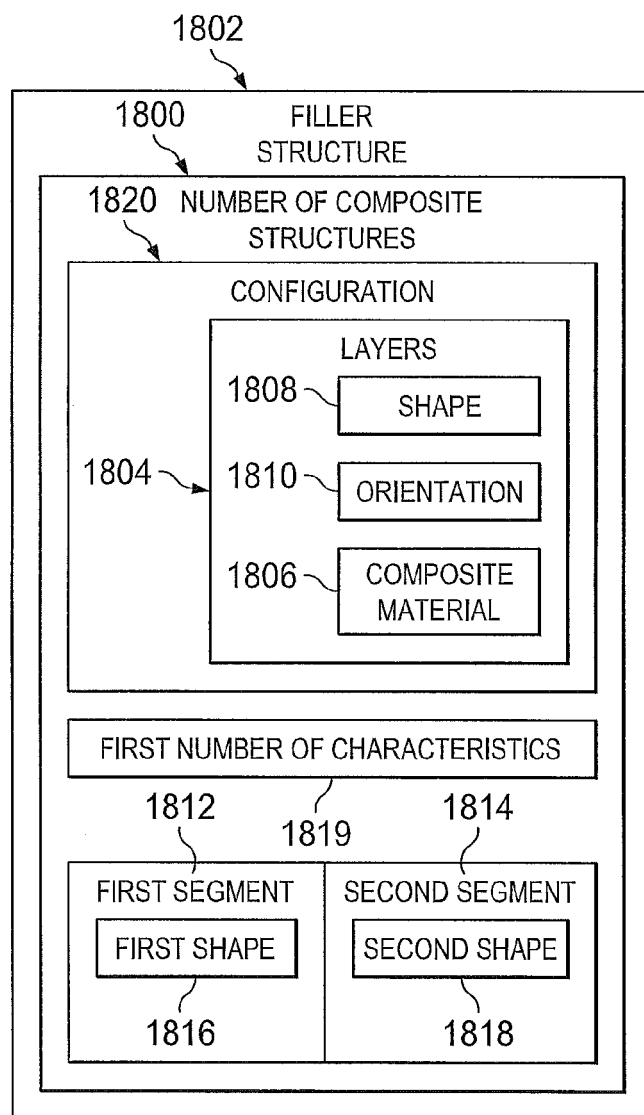 1802
FILLER
STRUCTURE
1800
1820
NUMBER OF COMPOSITE
STRUCTURES
CONFIGURATION
LAYERS
1808
SHAPE
1804
1810
ORIENTATION
1806
COMPOSITE
MATERIAL
FIRST NUMBER OF CHARACTERISTICS
1812
1819
1814
FIRST SEGMENT
SECOND SEGMENT
FIRST SHAPE
SECOND SHAPE
1816
1818